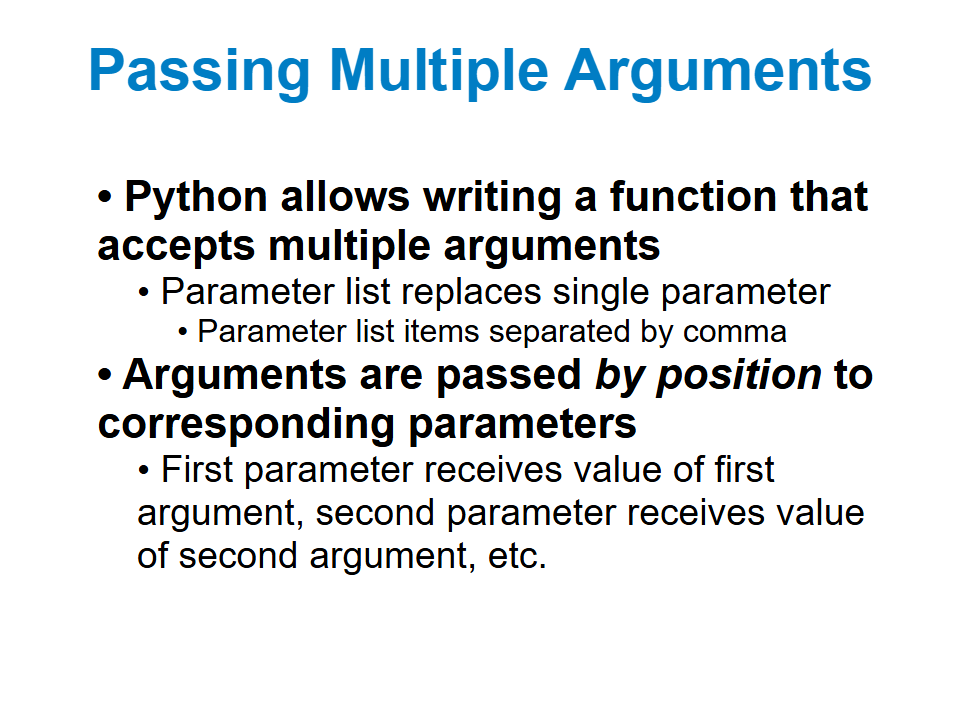 Passing Multiple Arguments
• Python allows writing a function that
accepts multiple arguments
• Parameter list replaces single parameter
• Parameter list items separated by comma
• Arguments are passed by position to
corresponding parameters
• First parameter receives value of first
argument, second parameter receives value
of second argument, etc.